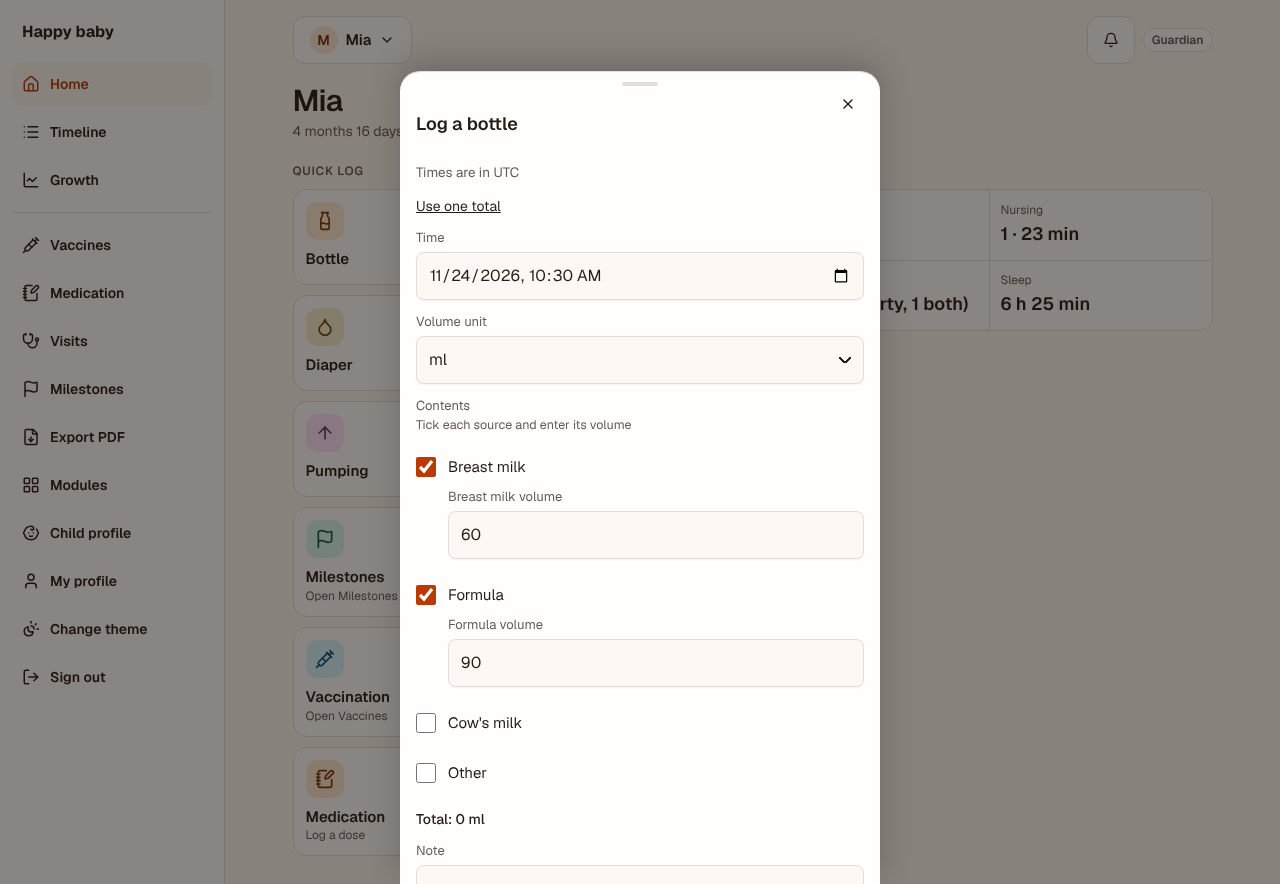 Happy baby
Home
Timeline
Growth
Vaccines
Medication
Visits
Milestones
Export PDF
Modules
Child profile
My profile
Change theme
Sign out
M Mia
Guardian
Mia
4 months 16 days
QUICK LOG
Bottle
Diaper
Pumping
Milestones
Open Milestones
Vaccination
Open Vaccines
Medication
Log a dose
Nursing
1 · 23 min
rty, 1 both)
Sleep
6 h 25 min
Log a bottle
Times are in UTC
Use one total
Time
11/24/2026, 10:30 AM
Volume unit
ml
Contents
Tick each source and enter its volume
Breast milk
Breast milk volume
60
Formula
Formula volume
90
Cow's milk
Other
Total: 0 ml
Note